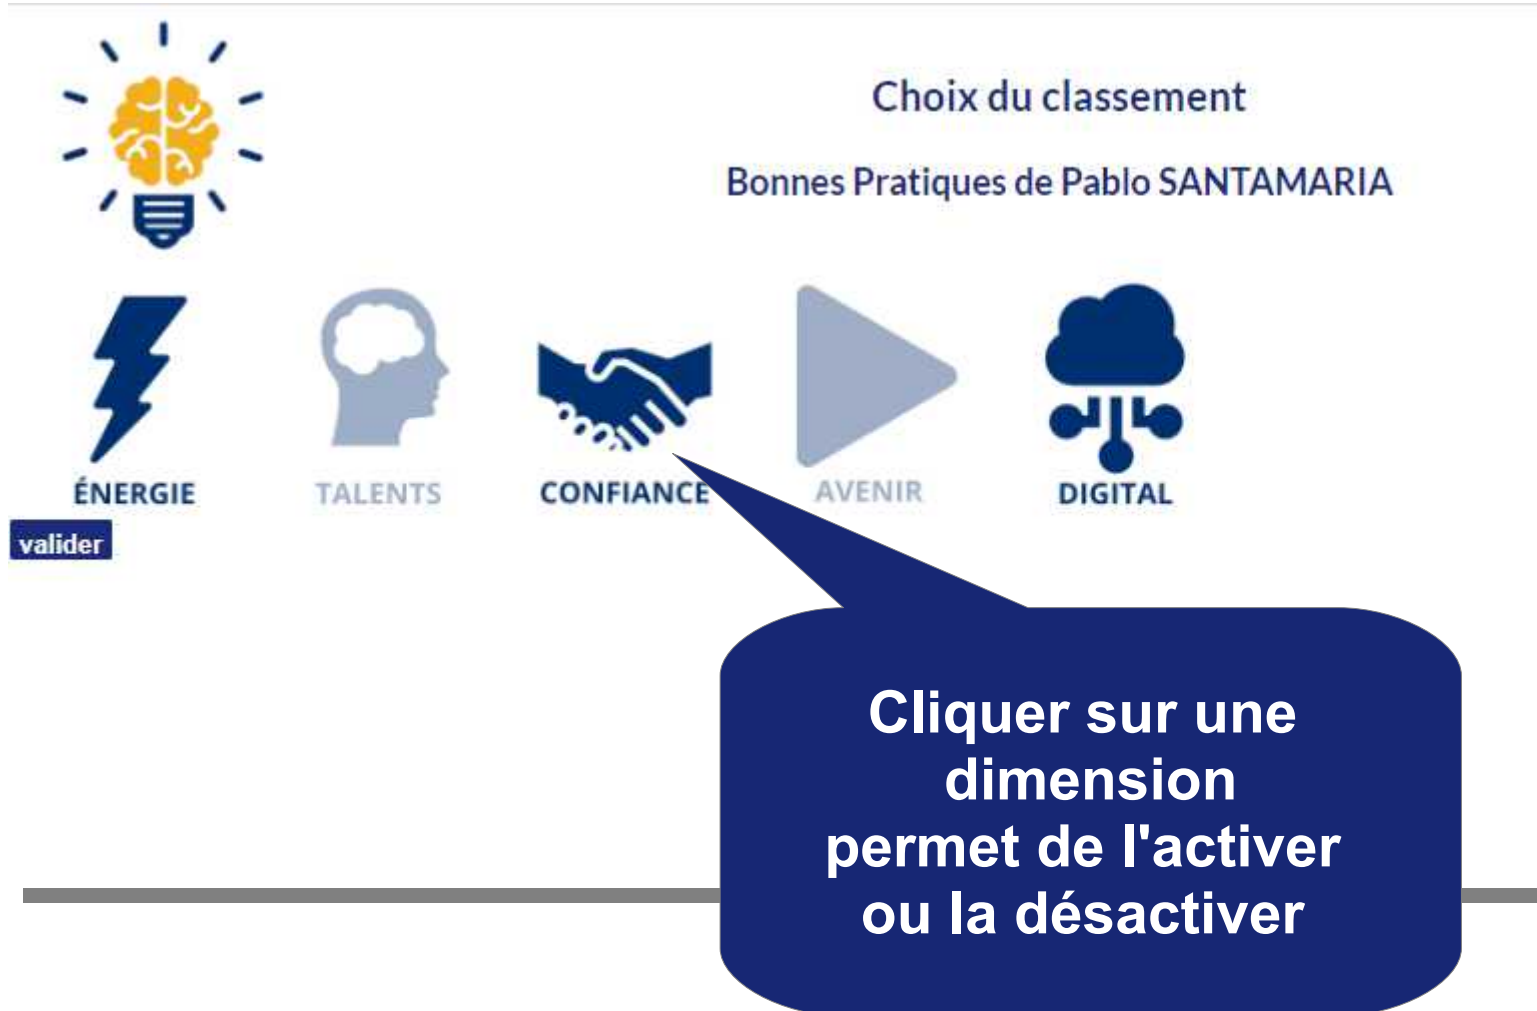 Choix du classement
Bonnes Pratiques de Pablo SANTAMARIA
ÉNERGIE
TALENTS
CONFIANCE
AVENIR
DIGITAL
valider
Cliquer sur une
dimension
permet de l'activer
ou la désactiver